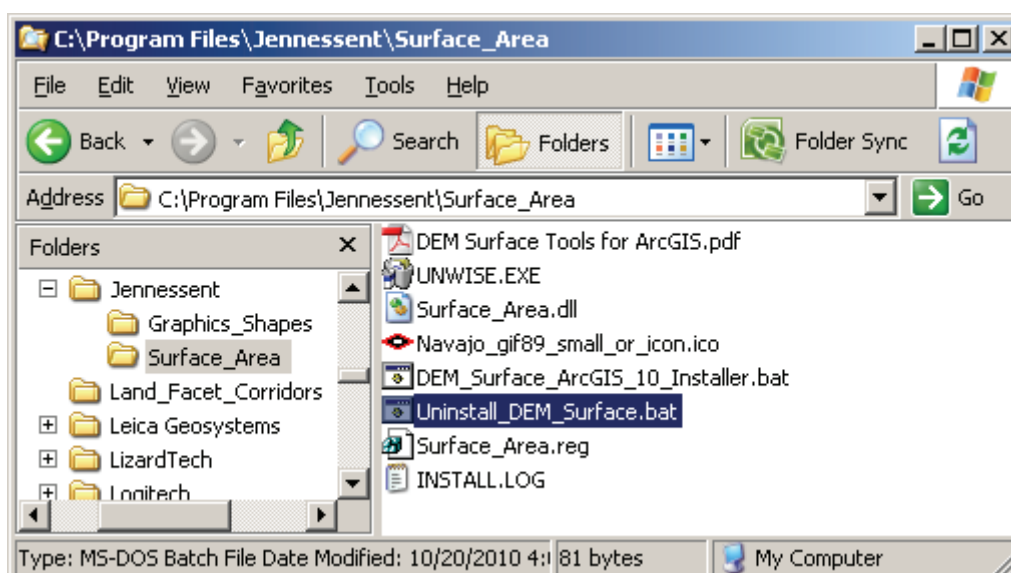 C:\Program Files\Jennessent\Surface_Area
File Edit View Favorites Tools Help
Back Search Folders Folder Sync
Address C:\Program Files\Jennessent\Surface_Area Go
Folders
Jennessent
Graphics_Shapes
Surface_Area
Land_Facet_Corridors
Leica Geosystems
LizardTech
Logitech
DEM Surface Tools for ArcGIS.pdf
UNWISE.EXE
Surface_Area.dll
Navajo_gif89_small_or_icon.ico
DEM_Surface_ArcGIS_10_Installer.bat
Uninstall_DEM_Surface.bat
Surface_Area.reg
INSTALL.LOG
Type: MS-DOS Batch File Date Modified: 10/20/2010 4:0 81 bytes My Computer